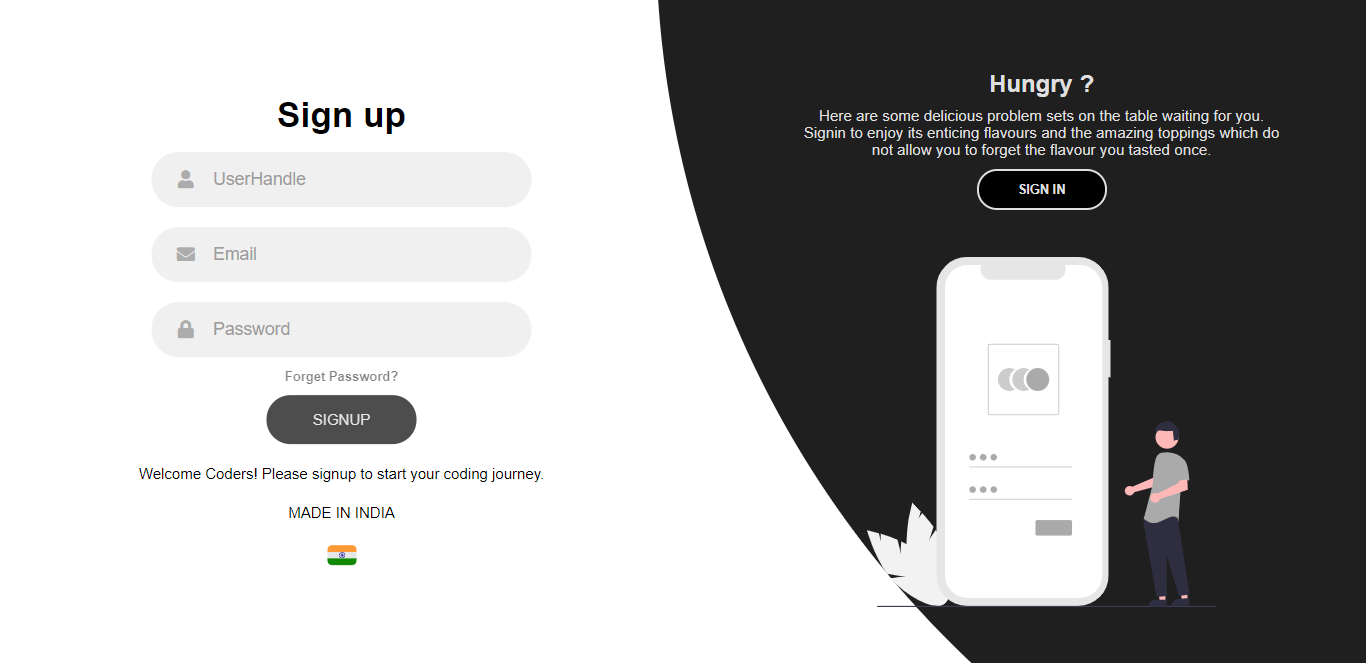 Sign up
UserHandle
Email
Password
Forget Password?
SIGNUP
Welcome Coders! Please signup to start your coding journey.
MADE IN INDIA
Hungry ?
Here are some delicious problem sets on the table waiting for you.
Signin to enjoy its enticing flavours and the amazing toppings which do
not allow you to forget the flavour you tasted once.
SIGN IN